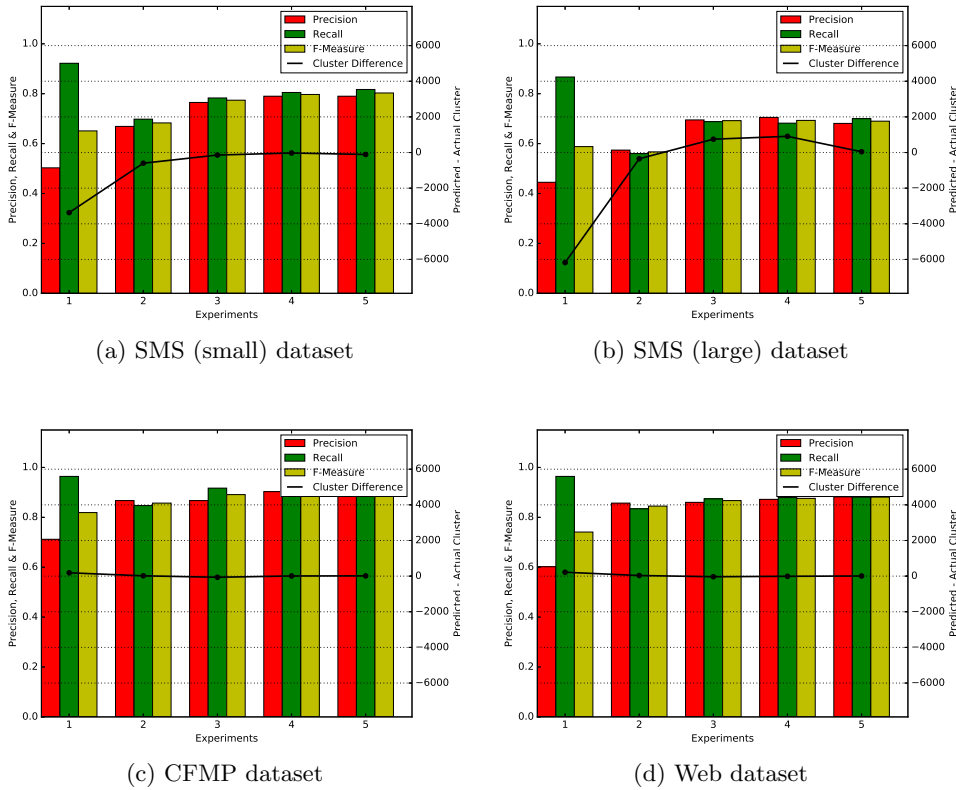 Precision
Recall
F-Measure
Cluster Difference
Precision, Recall & F-Measure
1.0
0.8
0.6
0.4
0.2
0.0
6000
4000
2000
0
−2000
−4000
−6000
Predicted - Actual Cluster
1 2 3 4 5
Experiments
(a) SMS (small) dataset
Precision
Recall
F-Measure
Cluster Difference
Precision, Recall & F-Measure
1.0
0.8
0.6
0.4
0.2
0.0
6000
4000
2000
0
−2000
−4000
−6000
Predicted - Actual Cluster
1 2 3 4 5
Experiments
(b) SMS (large) dataset
Precision
Recall
F-Measure
Cluster Difference
Precision, Recall & F-Measure
1.0
0.8
0.6
0.4
0.2
0.0
6000
4000
2000
0
−2000
−4000
−6000
Predicted - Actual Cluster
1 2 3 4 5
Experiments
(c) CFMP dataset
Precision
Recall
F-Measure
Cluster Difference
Precision, Recall & F-Measure
1.0
0.8
0.6
0.4
0.2
0.0
6000
4000
2000
0
−2000
−4000
−6000
Predicted - Actual Cluster
1 2 3 4 5
Experiments
(d) Web dataset